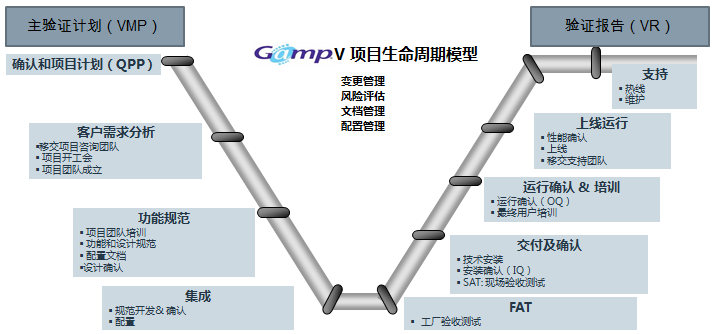 主验证计划（VMP）
Gamp V 项目生命周期模型
验证报告（VR）
确认和项目计划（QPP）
变更管理
风险评估
文档管理
配置管理
支持
▪ 热线
▪ 维护
客户需求分析
▪移交项目咨询团队
▪ 项目开工会
▪ 项目团队成立
上线运行
▪ 性能确认
▪ 上线
▪ 移交支持团队
运行确认 & 培训
▪ 运行确认（OQ）
▪ 最终用户培训
功能规范
▪ 项目团队培训
▪ 功能和设计规范
▪ 配置文档
▪设计确认
交付及确认
▪ 技术安装
▪ 安装确认（IQ）
▪ SAT: 现场验收测试
集成
▪ 规范开发& 确认
▪ 配置
FAT
▪ 工厂验收测试